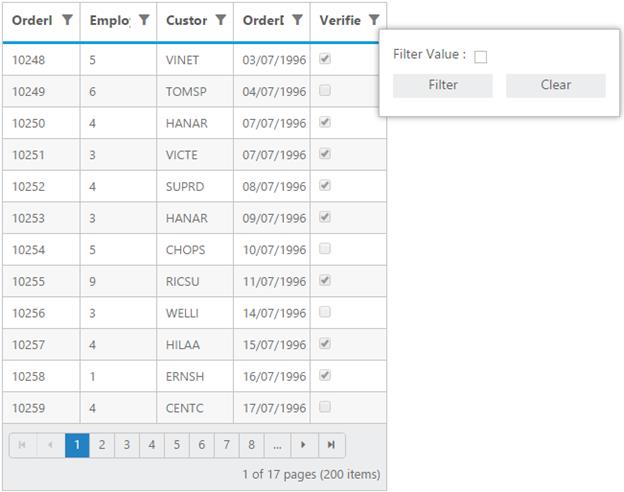 OrderI Employ Custor OrderD Verifie
Filter Value :
Filter Clear
10248 5 VINET 03/07/1996
10249 6 TOMSP 04/07/1996
10250 4 HANAR 07/07/1996
10251 3 VICTE 07/07/1996
10252 4 SUPRD 08/07/1996
10253 3 HANAR 09/07/1996
10254 5 CHOPS 10/07/1996
10255 9 RICSU 11/07/1996
10256 3 WELLI 14/07/1996
10257 4 HILAA 15/07/1996
10258 1 ERNSH 16/07/1996
10259 4 CENTC 17/07/1996
1 2 3 4 5 6 7 8 ...
1 of 17 pages (200 items)